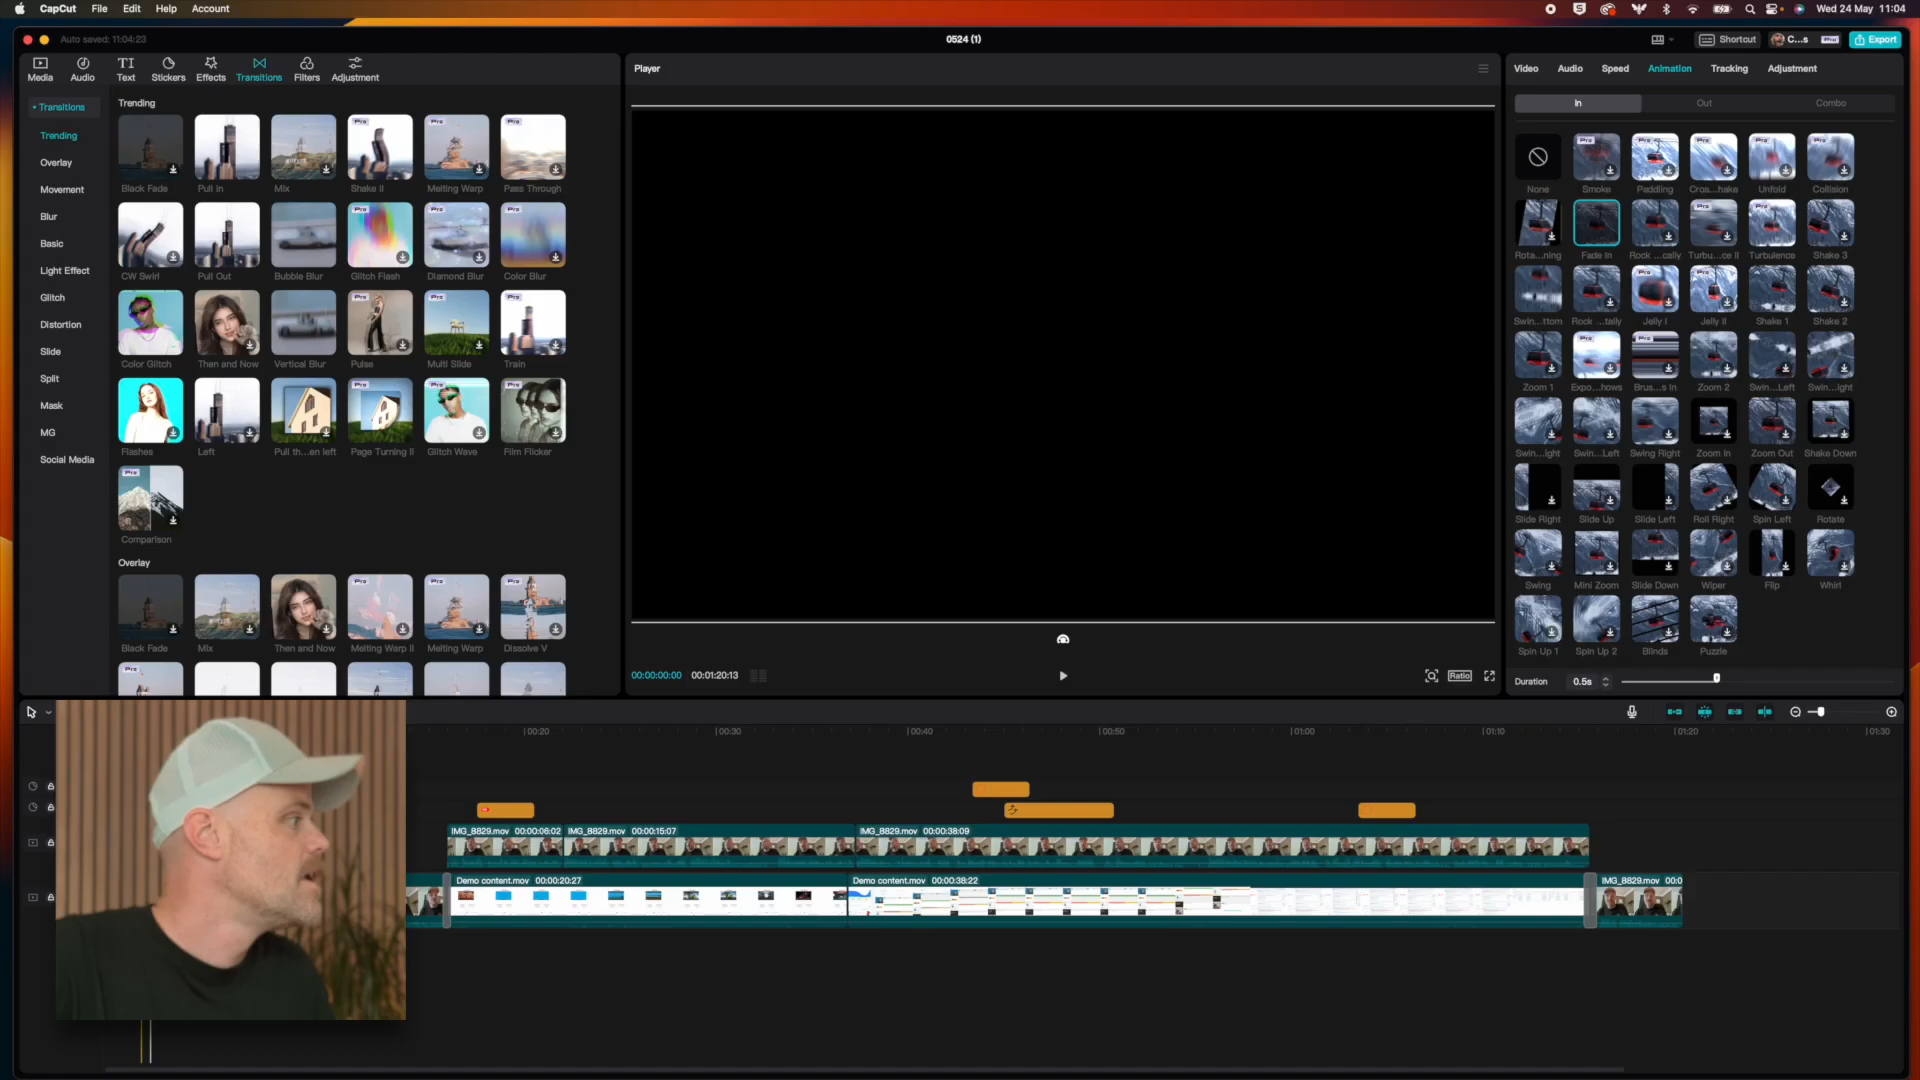 CapCut File Edit Help Account
Wed 24 May 11:04
Auto saved: 11:04:23
0524 (1)
Shortcut
C...s
Pro
Export
Media Audio Text Stickers Effects Transitions Filters Adjustment
Transitions
Trending
Overlay
Movement
Blur
Basic
Light Effect
Glitch
Distortion
Slide
Split
Mask
MG
Social Media
Trending
Black Fade Pull in Mix Shake II Melting Warp Pass Through
CW Swirl Pull Out Bubble Blur Glitch Flash Diamond Blur Color Blur
Color Glitch Then and Now Vertical Blur Pulse Multi Slide Train
Flashes Left Pull th...en left Page Turning II Glitch Wave Film Flicker
Comparison
Overlay
Black Fade Mix Then and Now Melting Warp II Melting Warp Dissolve V
Player
00:00:00:00 00:01:20:13
Ratio
Video Audio Speed Animation Tracking Adjustment
In Out Combo
None Smoke Paddling Cros...hake Unfold Collision
Rota...ning Fade In Rock ...cally Turbu...ce II Turbulence Shake 3
Swin...ttom Rock ...tally Jelly I Jelly II Shake 1 Shake 2
Zoom 1 Expo...hows Brus...s In Zoom 2 Swin...Left Swin...ight
Swin...ight Swin...Left Swing Right Zoom In Zoom Out Shake Down
Slide Right Slide Up Slide Left Roll Right Spin Left Rotate
Swing Mini Zoom Slide Down Wiper Flip Whirl
Spin Up 1 Spin Up 2 Blinds Puzzle
Duration 0.5s
00:20 00:30 00:40 00:50 01:00 01:10 01:20 01:30
IMG_8829.mov 00:00:06:02 IMG_8829.mov 00:00:15:07 IMG_8829.mov 00:00:38:09
Demo content.mov 00:00:20:27 Demo content.mov 00:00:38:22 IMG_8829.mov 00:0